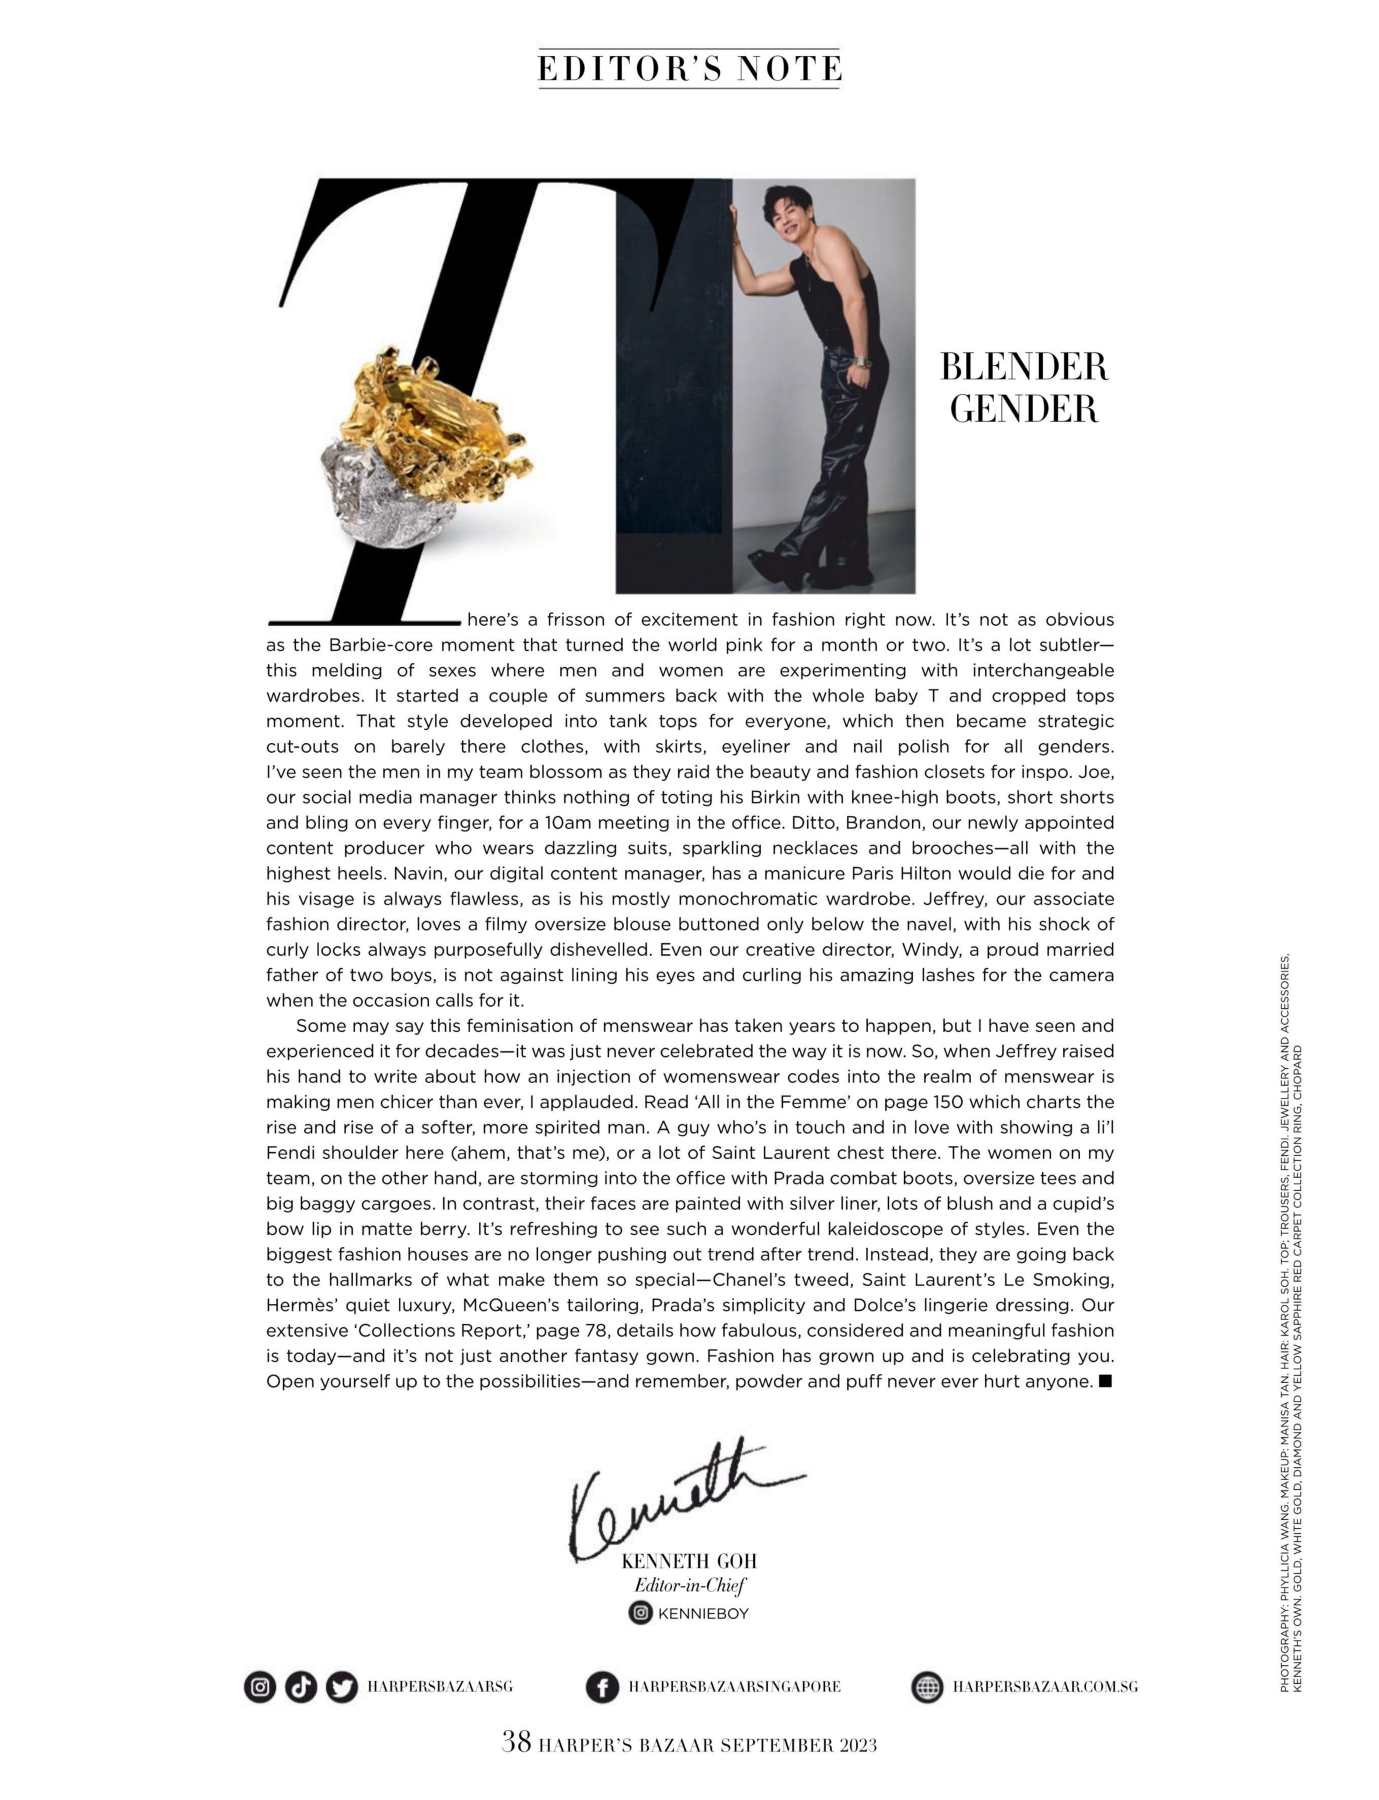 EDITOR'S NOTE
BLENDER
GENDER
There's a frisson of excitement in fashion right now. It's not as obvious
as the Barbie-core moment that turned the world pink for a month or two. It's a lot subtler—
this melding of sexes where men and women are experimenting with interchangeable
wardrobes. It started a couple of summers back with the whole baby T and cropped tops
moment. That style developed into tank tops for everyone, which then became strategic
cut-outs on barely there clothes, with skirts, eyeliner and nail polish for all genders.
I've seen the men in my team blossom as they raid the beauty and fashion closets for inspo. Joe,
our social media manager thinks nothing of toting his Birkin with knee-high boots, short shorts
and bling on every finger, for a 10am meeting in the office. Ditto, Brandon, our newly appointed
content producer who wears dazzling suits, sparkling necklaces and brooches—all with the
highest heels. Navin, our digital content manager, has a manicure Paris Hilton would die for and
his visage is always flawless, as is his mostly monochromatic wardrobe. Jeffrey, our associate
fashion director, loves a filmy oversize blouse buttoned only below the navel, with his shock of
curly locks always purposefully dishevelled. Even our creative director, Windy, a proud married
father of two boys, is not against lining his eyes and curling his amazing lashes for the camera
when the occasion calls for it.
Some may say this feminisation of menswear has taken years to happen, but I have seen and
experienced it for decades—it was just never celebrated the way it is now. So, when Jeffrey raised
his hand to write about how an injection of womenswear codes into the realm of menswear is
making men chicer than ever, I applauded. Read 'All in the Femme' on page 150 which charts the
rise and rise of a softer, more spirited man. A guy who's in touch and in love with showing a li'l
Fendi shoulder here (ahem, that's me), or a lot of Saint Laurent chest there. The women on my
team, on the other hand, are storming into the office with Prada combat boots, oversize tees and
big baggy cargoes. In contrast, their faces are painted with silver liner, lots of blush and a cupid's
bow lip in matte berry. It's refreshing to see such a wonderful kaleidoscope of styles. Even the
biggest fashion houses are no longer pushing out trend after trend. Instead, they are going back
to the hallmarks of what make them so special—Chanel's tweed, Saint Laurent's Le Smoking,
Hermès' quiet luxury, McQueen's tailoring, Prada's simplicity and Dolce's lingerie dressing. Our
extensive 'Collections Report,' page 78, details how fabulous, considered and meaningful fashion
is today—and it's not just another fantasy gown. Fashion has grown up and is celebrating you.
Open yourself up to the possibilities—and remember, powder and puff never ever hurt anyone. ■
Kenneth
KENNETH GOH
Editor-in-Chief
KENNIEBOY
HARPERSBAZAARSG
HARPERSBAZAARSINGAPORE
HARPERSBAZAAR.COM.SG
38 HARPER'S BAZAAR SEPTEMBER 2023
PHOTOGRAPHY: PHYLLICIA WANG. MAKEUP: MANISA TAN. HAIR: KAROL SOH. TOP; TROUSERS, FENDI. JEWELLERY AND ACCESSORIES,
KENNETH'S OWN. GOLD, WHITE GOLD, DIAMOND AND YELLOW SAPPHIRE RED CARPET COLLECTION RING, CHOPARD